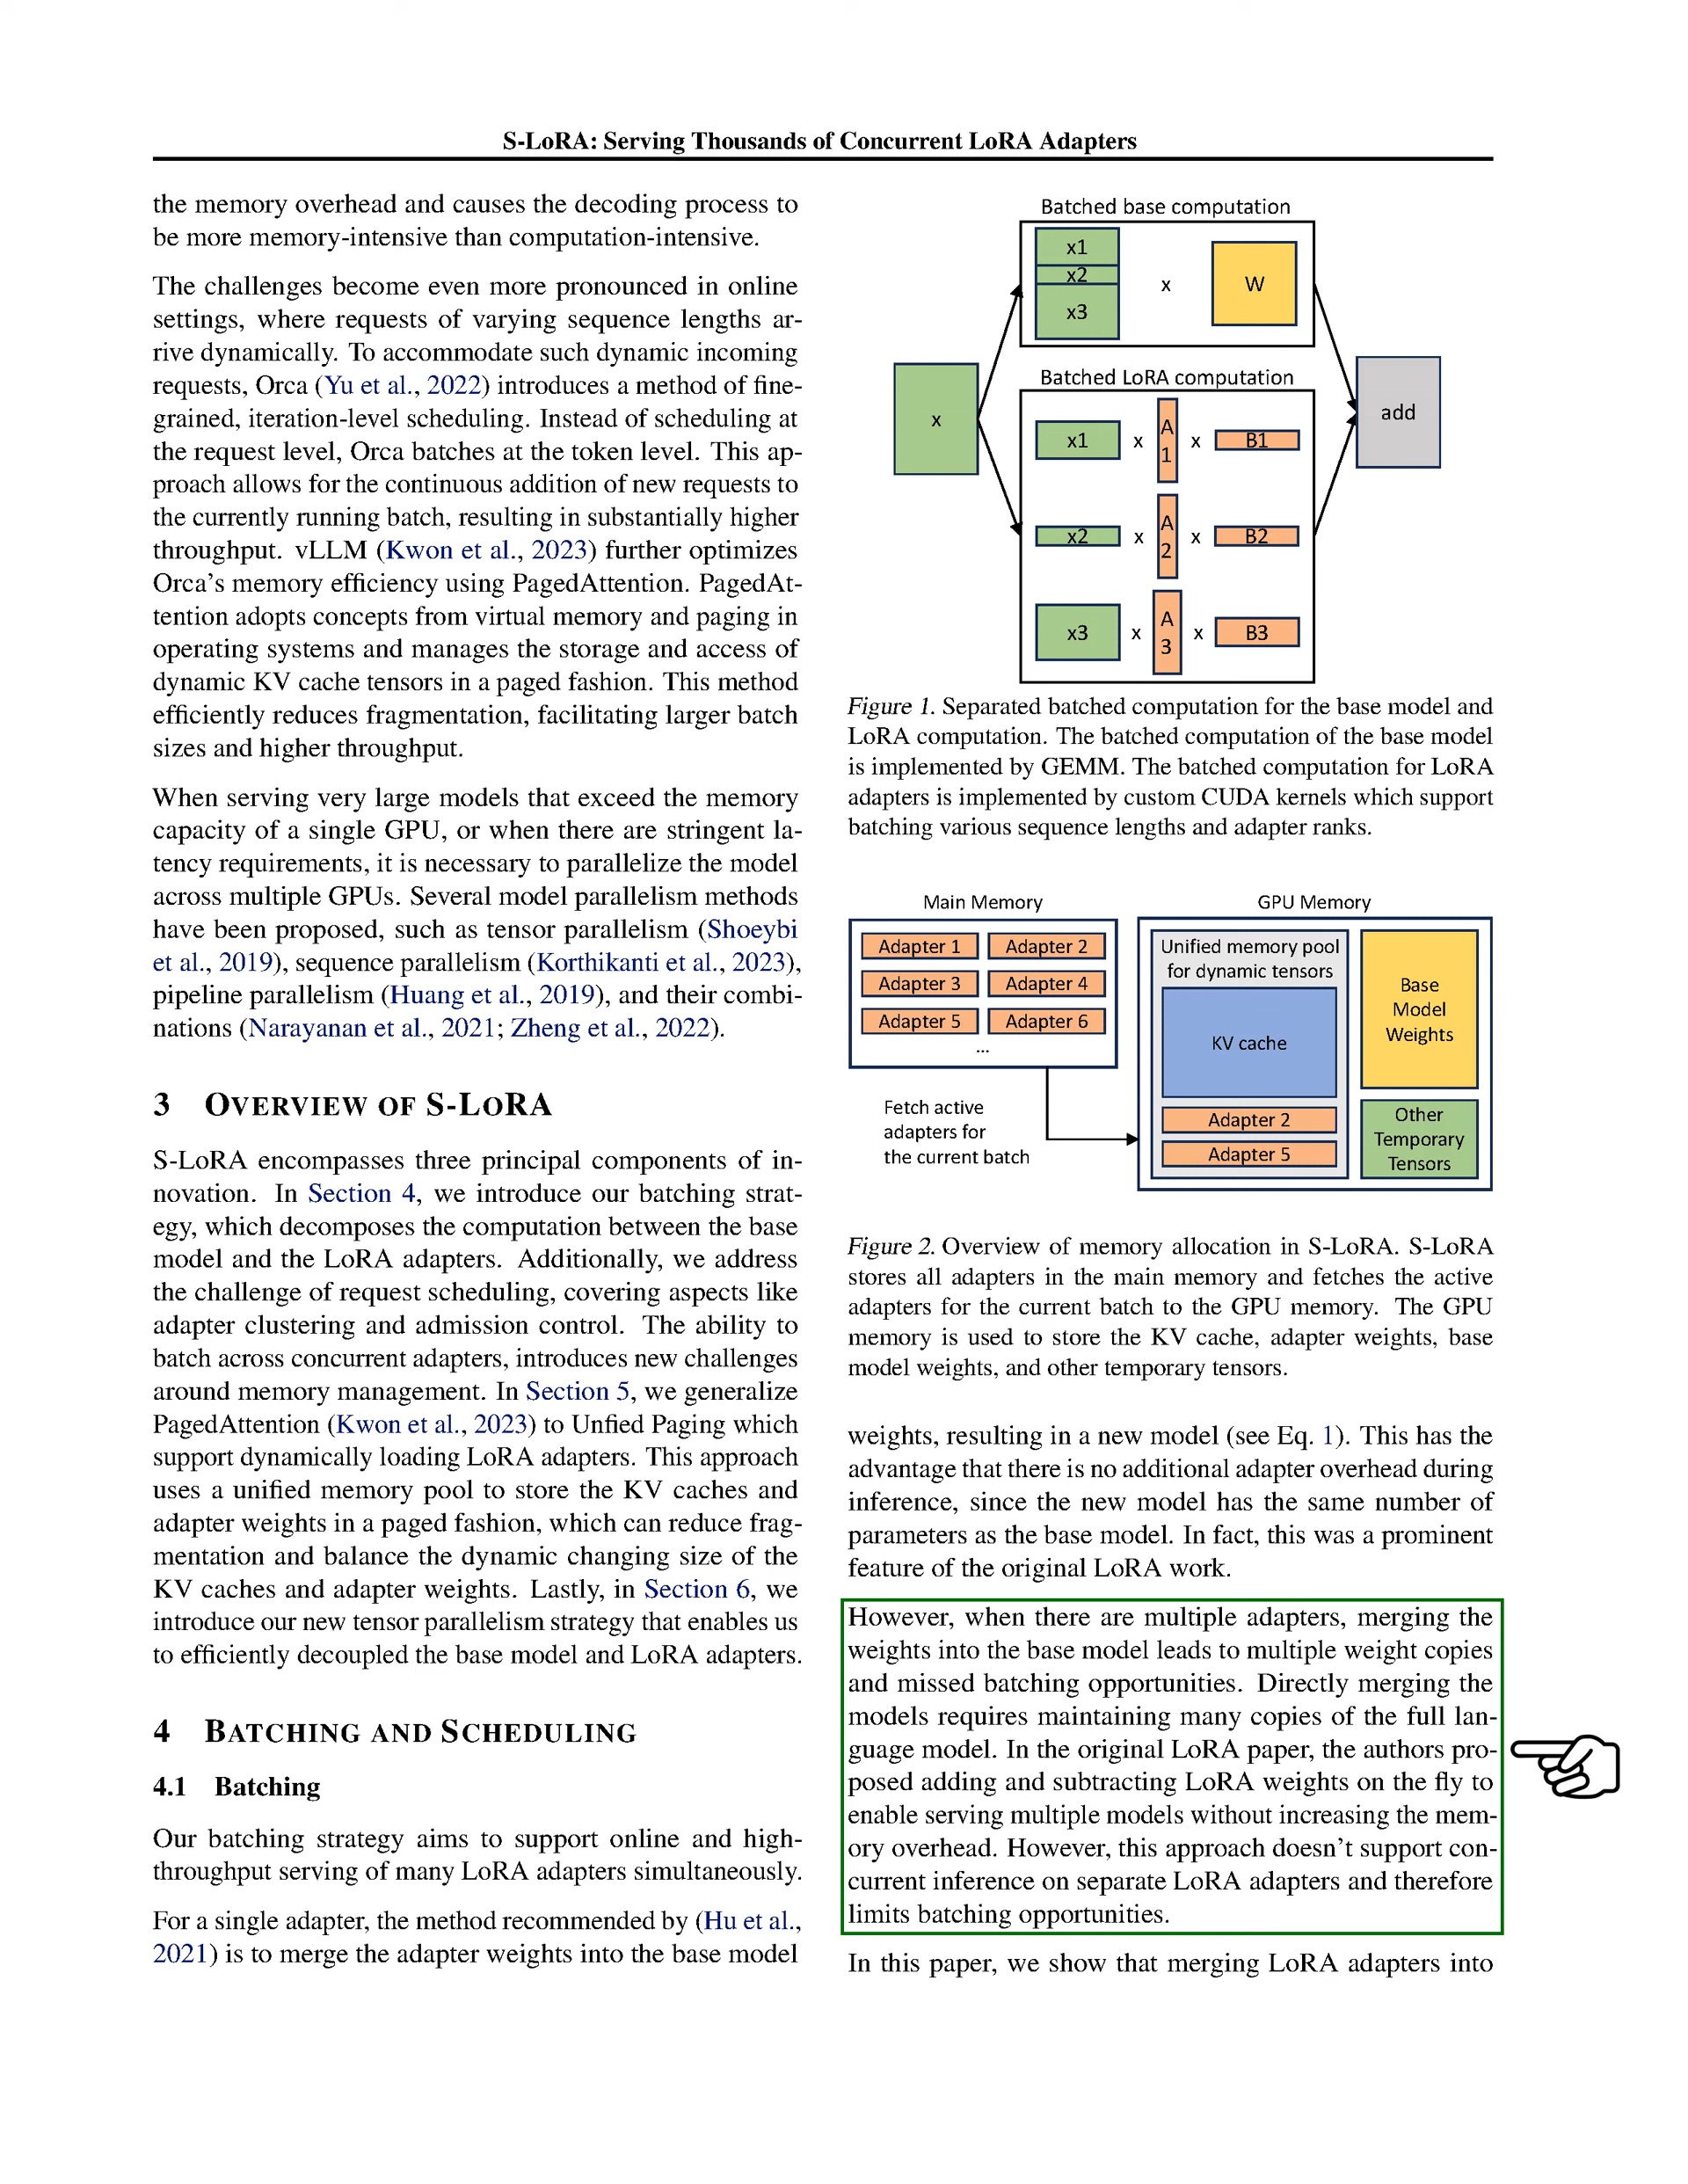 S-LoRA: Serving Thousands of Concurrent LoRA Adapters
the memory overhead and causes the decoding process to
be more memory-intensive than computation-intensive.
The challenges become even more pronounced in online
settings, where requests of varying sequence lengths ar-
rive dynamically. To accommodate such dynamic incoming
requests, Orca (Yu et al., 2022) introduces a method of fine-
grained, iteration-level scheduling. Instead of scheduling at
the request level, Orca batches at the token level. This ap-
proach allows for the continuous addition of new requests to
the currently running batch, resulting in substantially higher
throughput. vLLM (Kwon et al., 2023) further optimizes
Orca's memory efficiency using PagedAttention. PagedAt-
tention adopts concepts from virtual memory and paging in
operating systems and manages the storage and access of
dynamic KV cache tensors in a paged fashion. This method
efficiently reduces fragmentation, facilitating larger batch
sizes and higher throughput.
When serving very large models that exceed the memory
capacity of a single GPU, or when there are stringent la-
tency requirements, it is necessary to parallelize the model
across multiple GPUs. Several model parallelism methods
have been proposed, such as tensor parallelism (Shoeybi
et al., 2019), sequence parallelism (Korthikanti et al., 2023),
pipeline parallelism (Huang et al., 2019), and their combi-
nations (Narayanan et al., 2021; Zheng et al., 2022).
3 OVERVIEW OF S-LORA
S-LoRA encompasses three principal components of in-
novation. In Section 4, we introduce our batching strat-
egy, which decomposes the computation between the base
model and the LoRA adapters. Additionally, we address
the challenge of request scheduling, covering aspects like
adapter clustering and admission control. The ability to
batch across concurrent adapters, introduces new challenges
around memory management. In Section 5, we generalize
PagedAttention (Kwon et al., 2023) to Unfied Paging which
support dynamically loading LoRA adapters. This approach
uses a unified memory pool to store the KV caches and
adapter weights in a paged fashion, which can reduce frag-
mentation and balance the dynamic changing size of the
KV caches and adapter weights. Lastly, in Section 6, we
introduce our new tensor parallelism strategy that enables us
to efficiently decoupled the base model and LoRA adapters.
4 BATCHING AND SCHEDULING
4.1 Batching
Our batching strategy aims to support online and high-
throughput serving of many LoRA adapters simultaneously.
For a single adapter, the method recommended by (Hu et al.,
2021) is to merge the adapter weights into the base model
Batched base computation
x1
x2
x3
x
W
x
add
Batched LoRA computation
x1 x A1 x B1
x2 x A2 x B2
x3 x A3 x B3
Figure 1. Separated batched computation for the base model and
LoRA computation. The batched computation of the base model
is implemented by GEMM. The batched computation for LoRA
adapters is implemented by custom CUDA kernels which support
batching various sequence lengths and adapter ranks.
Main Memory
Adapter 1 Adapter 2
Adapter 3 Adapter 4
Adapter 5 Adapter 6
...
Fetch active
adapters for
the current batch
GPU Memory
Unified memory pool
for dynamic tensors
KV cache
Adapter 2
Adapter 5
Base
Model
Weights
Other
Temporary
Tensors
Figure 2. Overview of memory allocation in S-LoRA. S-LoRA
stores all adapters in the main memory and fetches the active
adapters for the current batch to the GPU memory. The GPU
memory is used to store the KV cache, adapter weights, base
model weights, and other temporary tensors.
weights, resulting in a new model (see Eq. 1). This has the
advantage that there is no additional adapter overhead during
inference, since the new model has the same number of
parameters as the base model. In fact, this was a prominent
feature of the original LoRA work.
However, when there are multiple adapters, merging the
weights into the base model leads to multiple weight copies
and missed batching opportunities. Directly merging the
models requires maintaining many copies of the full lan-
guage model. In the original LoRA paper, the authors pro-
posed adding and subtracting LoRA weights on the fly to
enable serving multiple models without increasing the mem-
ory overhead. However, this approach doesn't support con-
current inference on separate LoRA adapters and therefore
limits batching opportunities.
In this paper, we show that merging LoRA adapters into